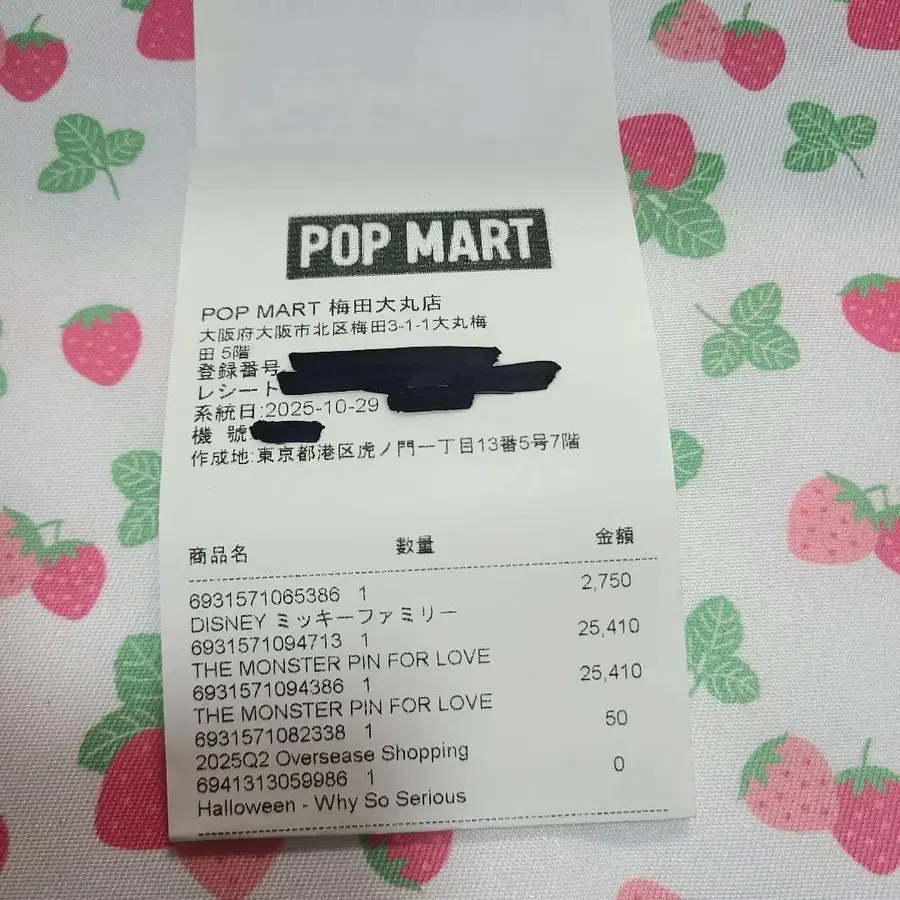 POP MART
POP MART 梅田大丸店
大阪府大阪市北区梅田3-1-1大丸梅
田 5階
登録番号
レシート
系統日:2025-10-29
機 號
作成地:東京都港区虎ノ門一丁目13番5号7階
商品名 数量 金額
6931571065386 1 2,750
DISNEY ミッキーファミリー
6931571094713 1 25,410
THE MONSTER PIN FOR LOVE
6931571094386 1 25,410
THE MONSTER PIN FOR LOVE
6931571082338 1 50
2025Q2 Oversease Shopping
6941313059986 1 0
Halloween - Why So Serious